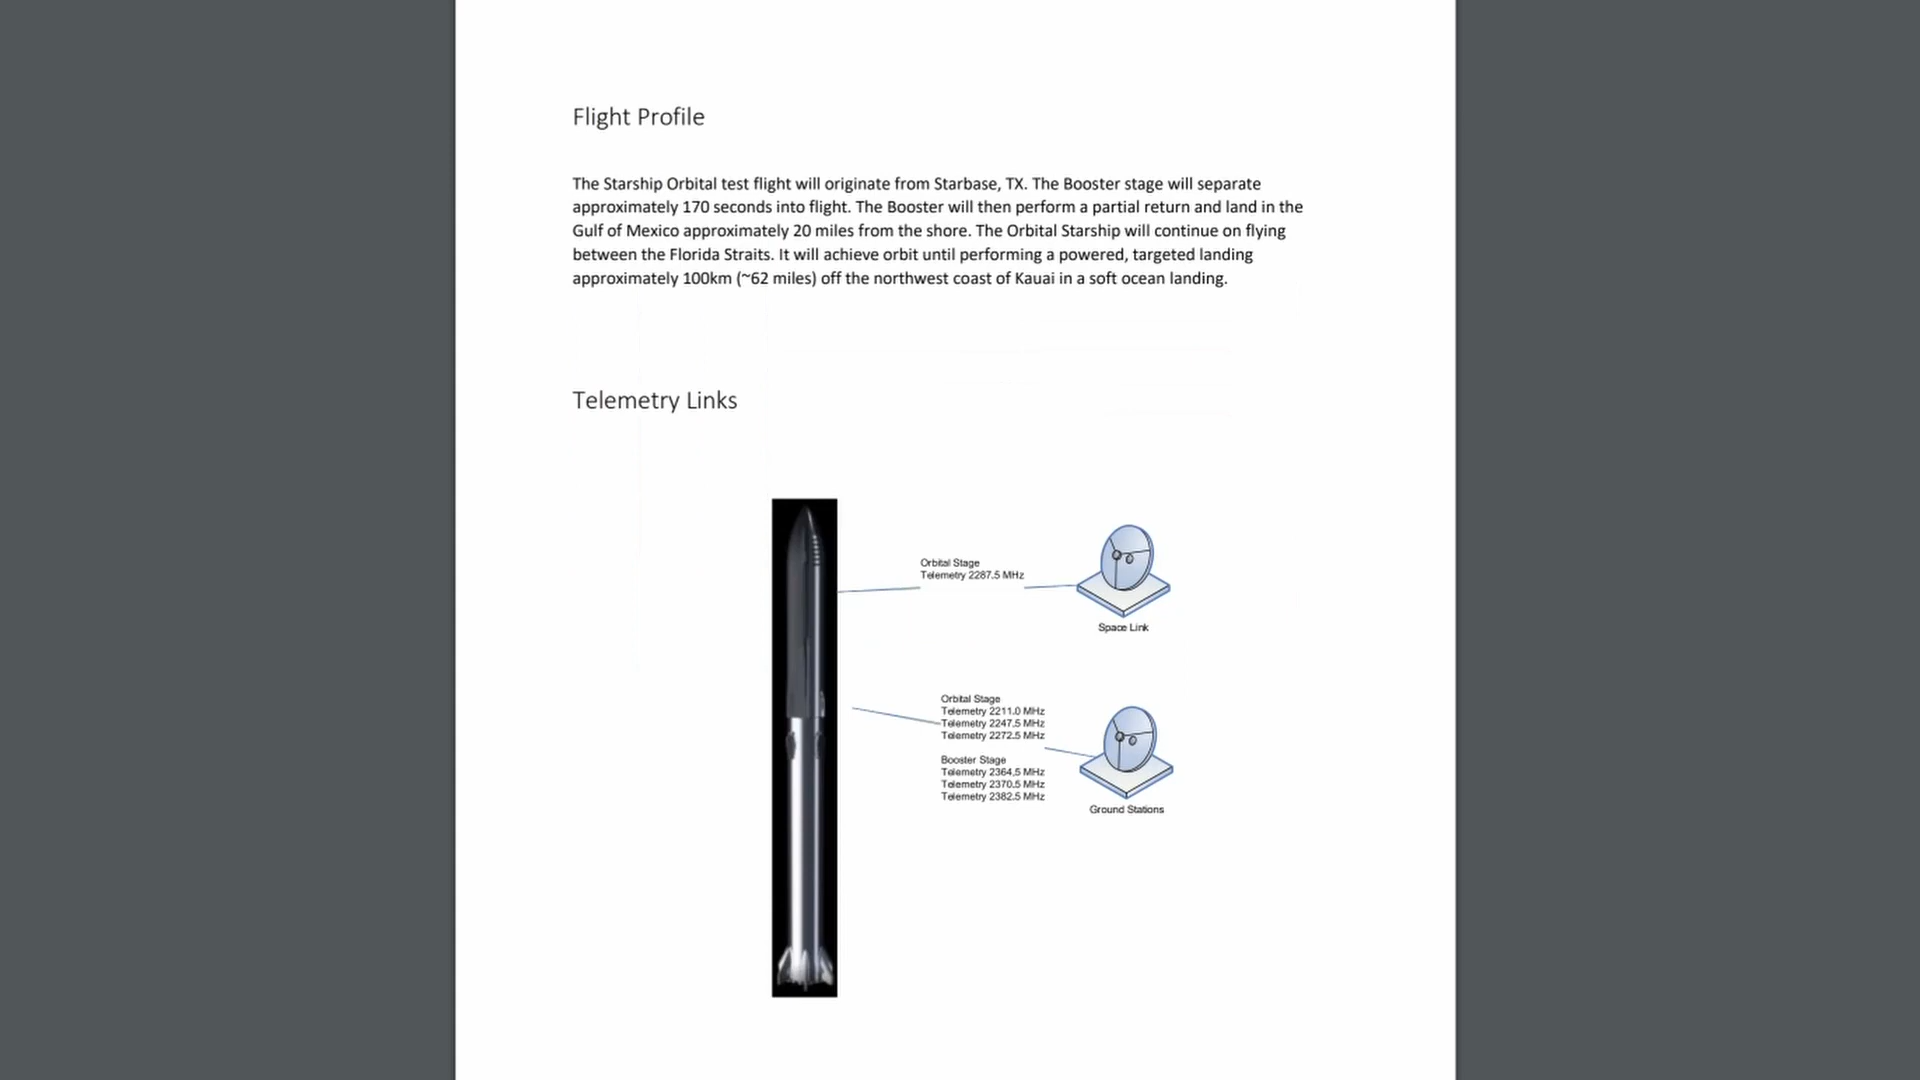 Flight Profile
The Starship Orbital test flight will originate from Starbase, TX. The Booster stage will separate
approximately 170 seconds into flight. The Booster will then perform a partial return and land in the
Gulf of Mexico approximately 20 miles from the shore. The Orbital Starship will continue on flying
between the Florida Straits. It will achieve orbit until performing a powered, targeted landing
approximately 100km (~62 miles) off the northwest coast of Kauai in a soft ocean landing.
Telemetry Links
Orbital Stage
Telemetry 2287.5 MHz
Space Link
Orbital Stage
Telemetry 2211.0 MHz
Telemetry 2247.5 MHz
Telemetry 2272.5 MHz
Booster Stage
Telemetry 2364.5 MHz
Telemetry 2370.5 MHz
Telemetry 2382.5 MHz
Ground Stations